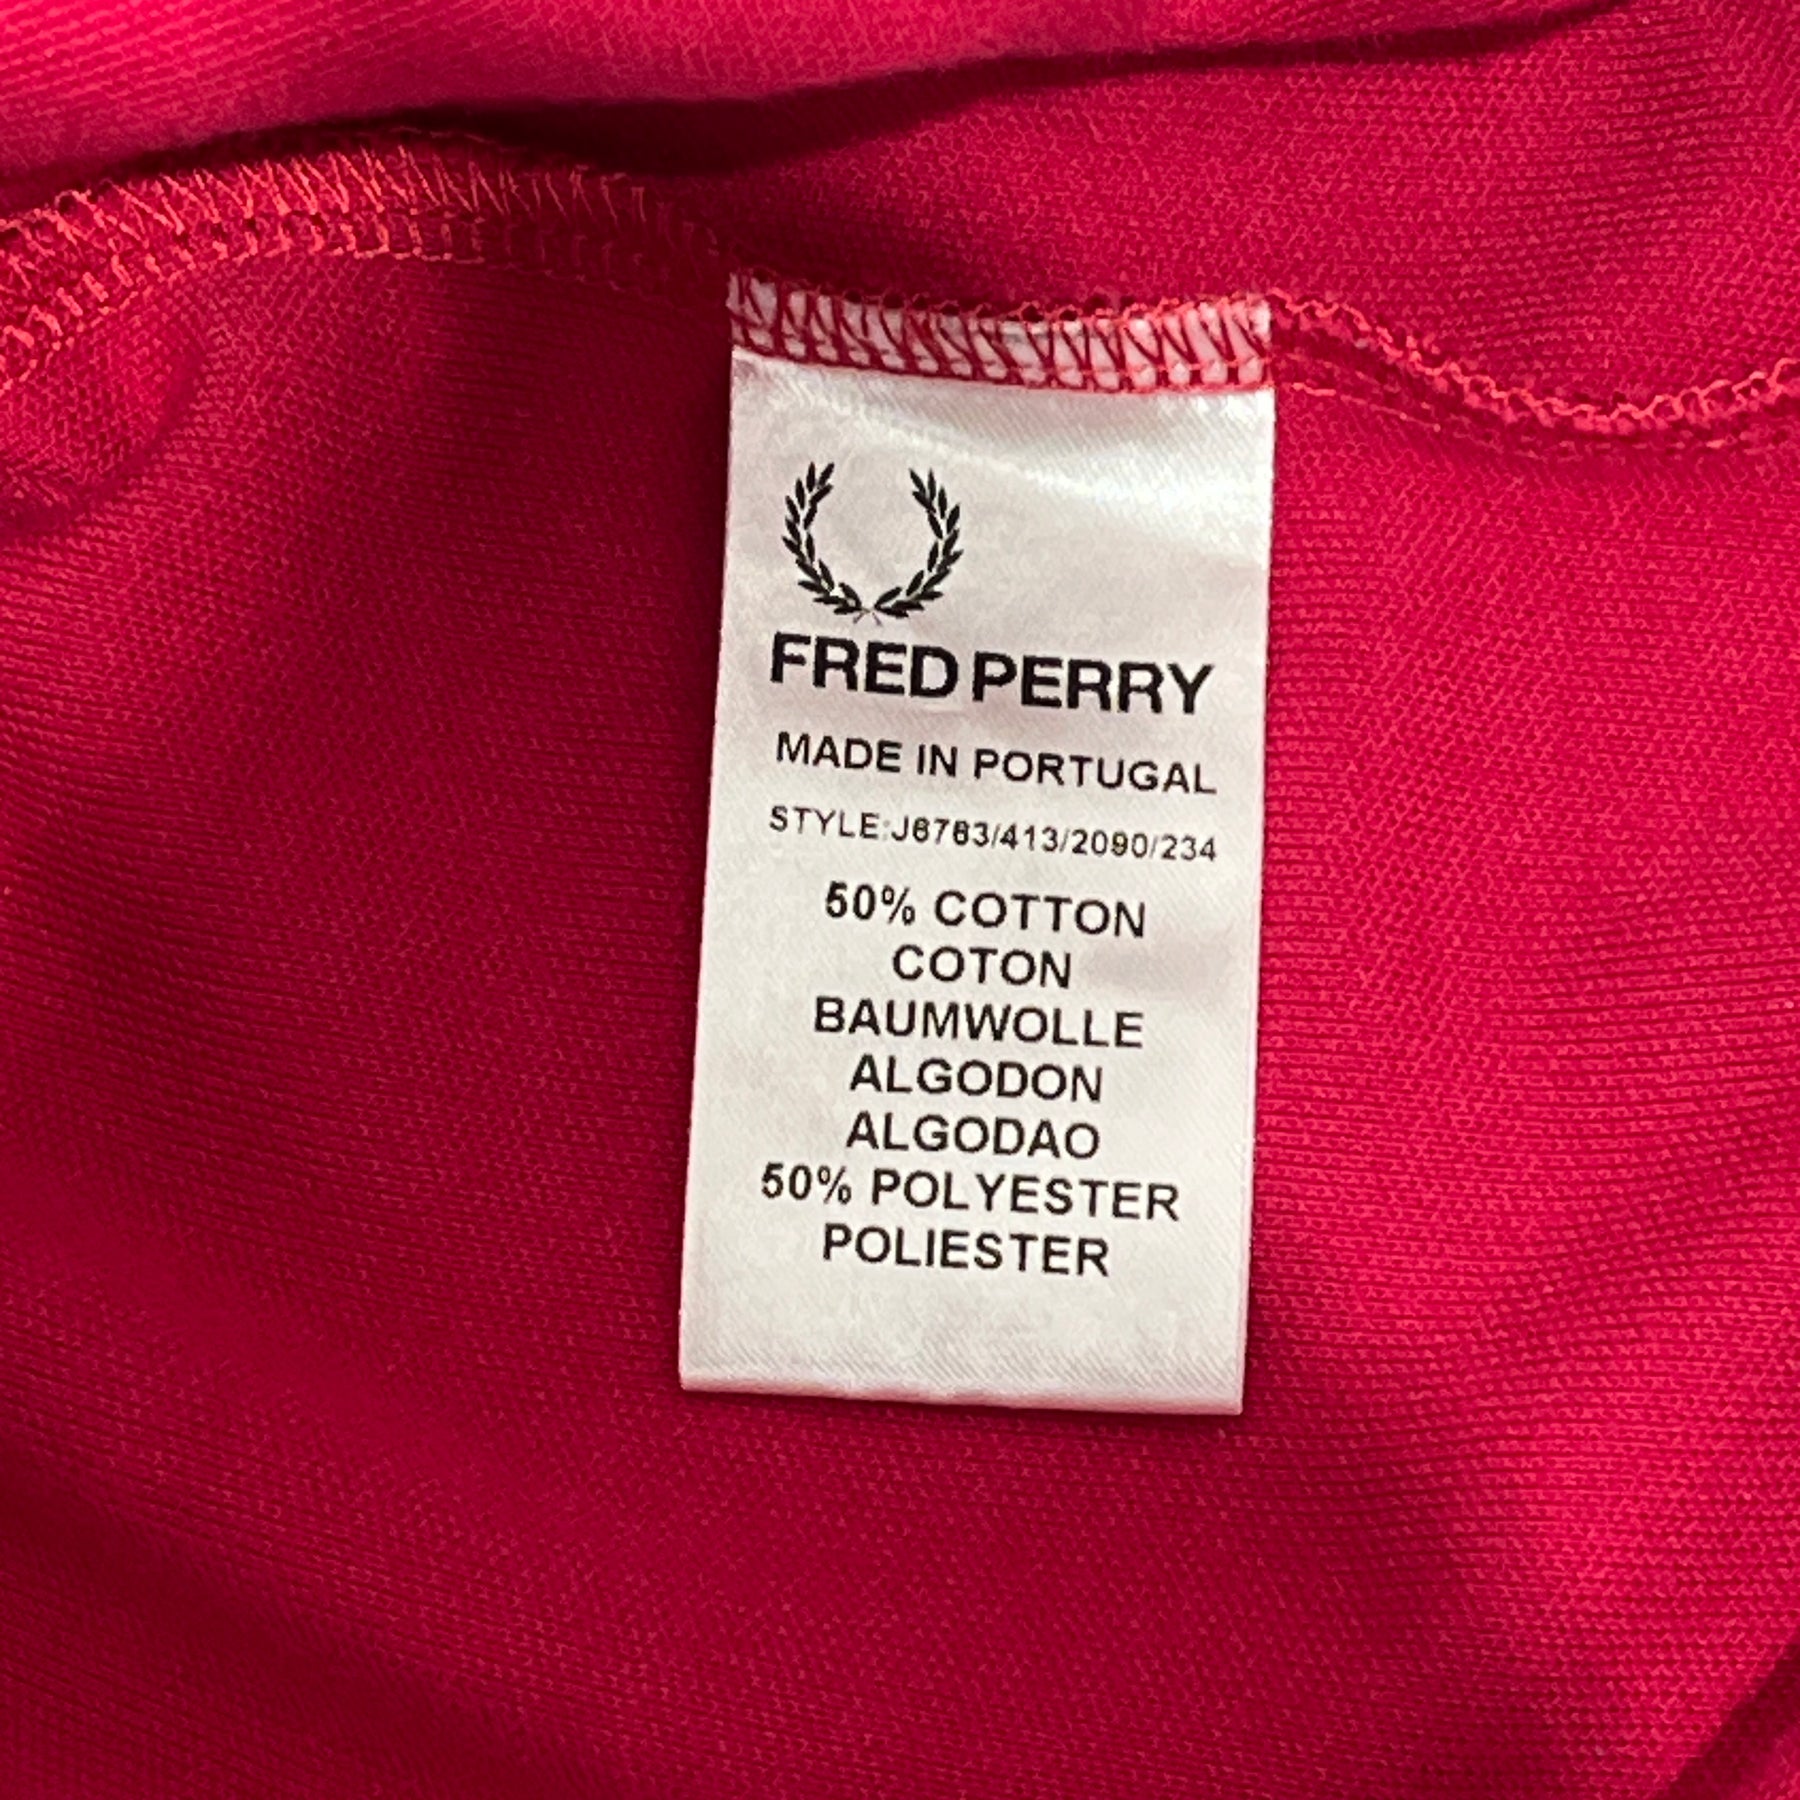 FRED PERRY
MADE IN PORTUGAL
STYLE:J6763/413/2090/234
50% COTTON
COTON
BAUMWOLLE
ALGODON
ALGODAO
50% POLYESTER
POLIESTER